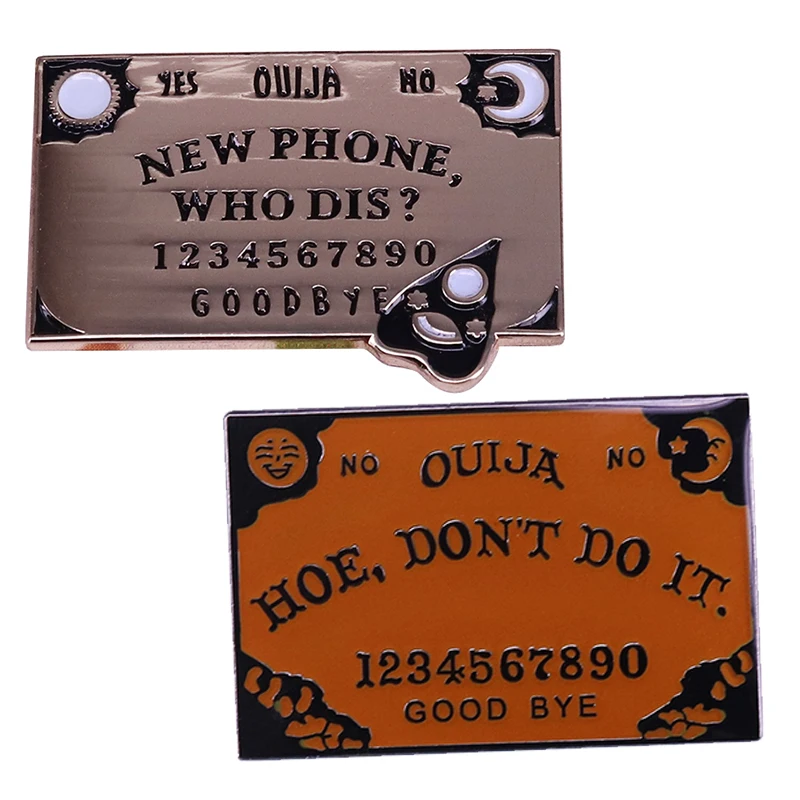 YES OUIJA NO
NEW PHONE,
WHO DIS?
1234567890
GOODBYE
NO OUIJA NO
HOE, DON'T DO IT.
1234567890
GOOD BYE